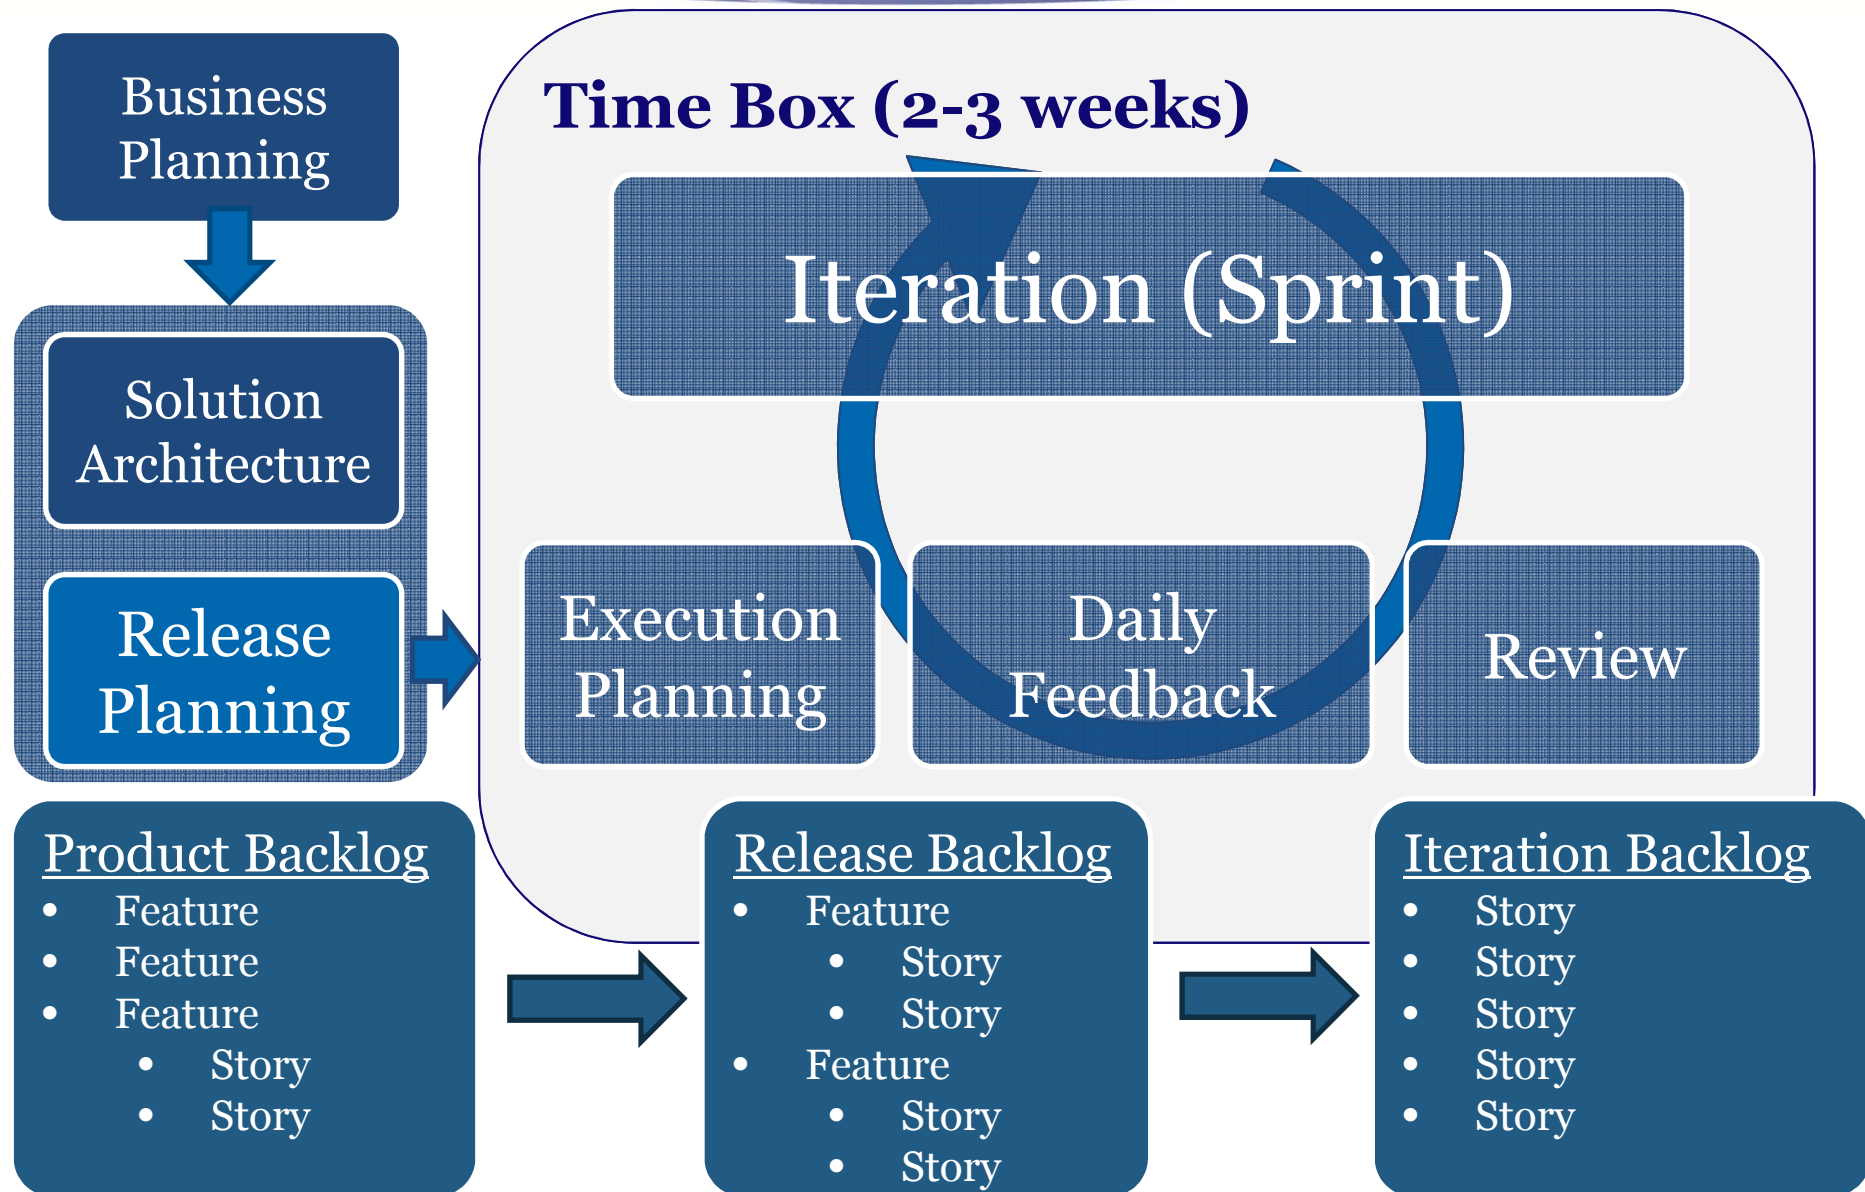 Business
Planning
Solution
Architecture
Release
Planning
Time Box (2-3 weeks)
Iteration (Sprint)
Execution
Planning
Daily
Feedback
Review
Product Backlog
• Feature
• Feature
• Feature
• Story
• Story
Release Backlog
• Feature
• Story
• Story
• Feature
• Story
• Story
Iteration Backlog
• Story
• Story
• Story
• Story
• Story